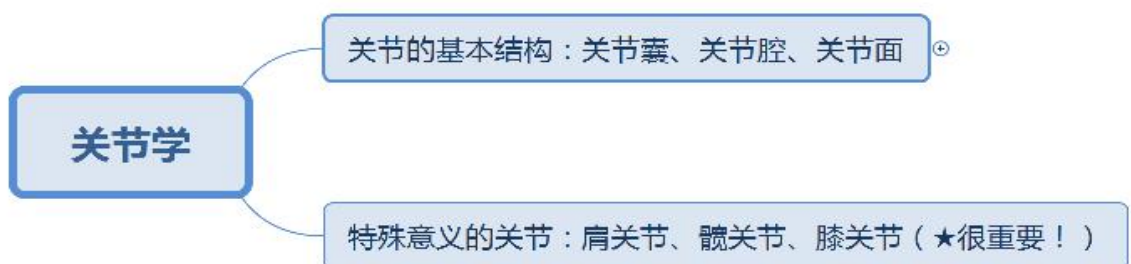 关节的基本结构：关节囊、关节腔、关节面
关节学
特殊意义的关节：肩关节、髋关节、膝关节（★很重要！）